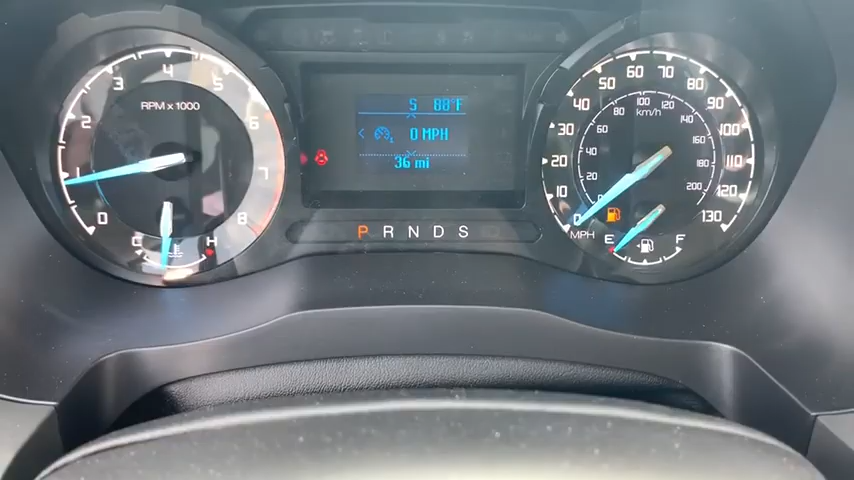 0 1 2 3 4 5 6 7 8
RPM x 1000
C H
S 80°F
0 MPH
36 mi
P R N D S
0 10 20 30 40 50 60 70 80 90 100 110 120 130
MPH
20 40 60 80 100 120 140 160 180 200
km/h
E F